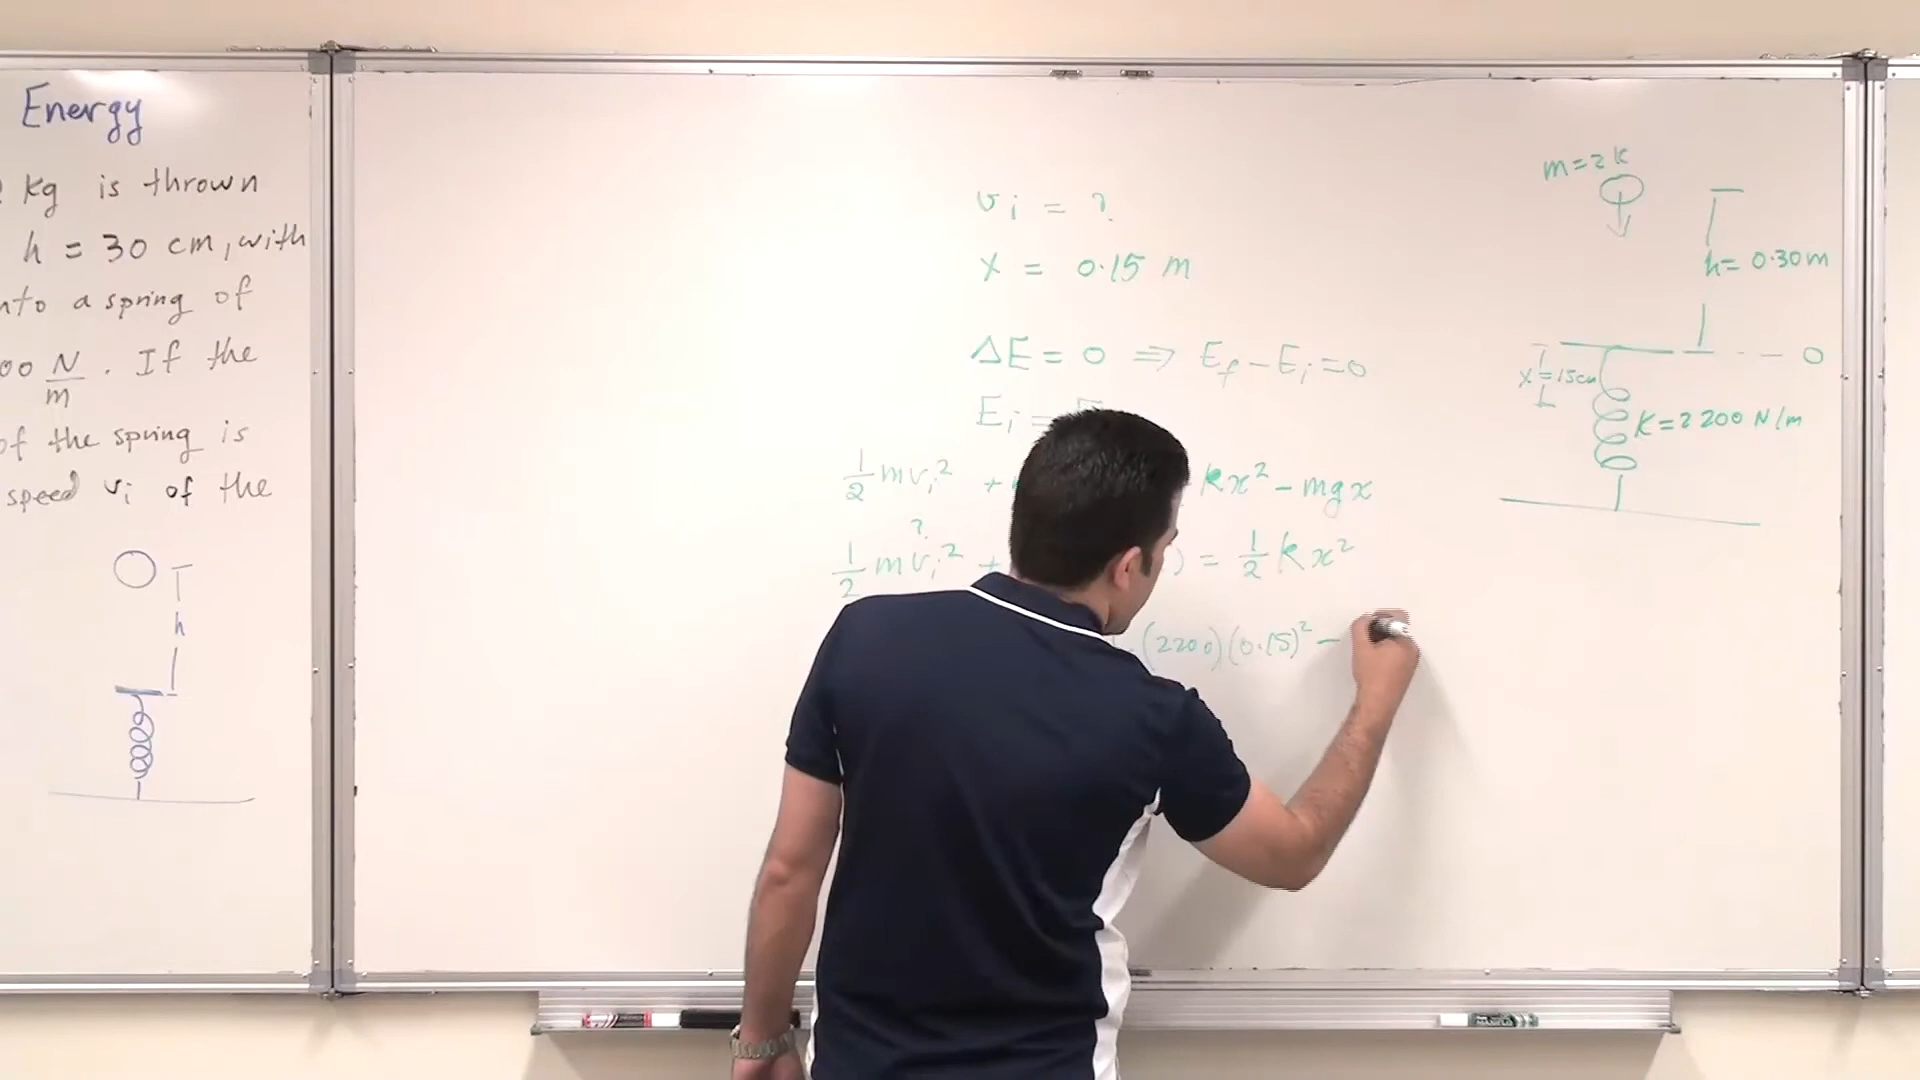 Energy
kg is thrown
h = 30 cm, with
a spring of
00 N/m . If the
of the spring is
speed vi of the
h
vi = ?
x = 0.15 m
ΔE = 0 ⇒ Ef - Ei = 0
Ei =
1/2 mvi² + kx² - mgx
?
1/2 mvi² + ) = 1/2 kx²
(2200)(0.15)² -
m = 2 k
h = 0.30 m
0
x = 15cm
K = 2200 N/m